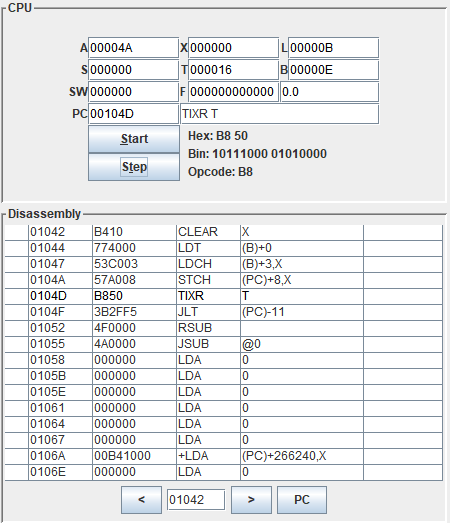 CPU
A 00004A X 000000 L 00000B
S 000000 T 000016 B 00000E
SW 000000 F 000000000000 0.0
PC 00104D TIXR T
Start Hex: B8 50
Bin: 10111000 01010000
Step Opcode: B8
Disassembly
01042 B410 CLEAR X
01044 774000 LDT (B)+0
01047 53C003 LDCH (B)+3,X
0104A 57A008 STCH (PC)+8,X
0104D B850 TIXR T
0104F 3B2FF5 JLT (PC)-11
01052 4F0000 RSUB
01055 4A0000 JSUB @0
01058 000000 LDA 0
0105B 000000 LDA 0
0105E 000000 LDA 0
01061 000000 LDA 0
01064 000000 LDA 0
01067 000000 LDA 0
0106A 00B41000 +LDA (PC)+266240,X
0106E 000000 LDA 0
< 01042 > PC